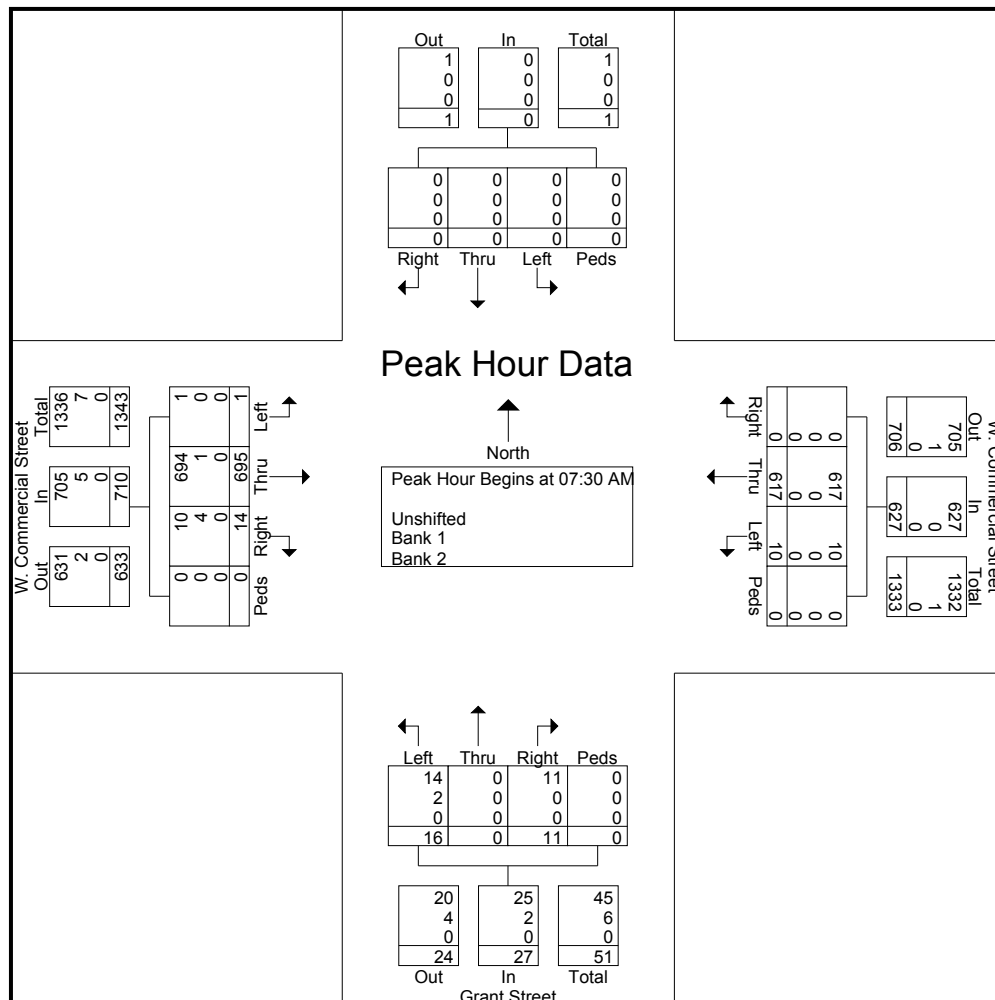 Out In Total
1 0 1
0 0 0
0 0 0
1 0 1
0 0 0 0
0 0 0 0
0 0 0 0
0 0 0 0
Right Thru Left Peds
Peak Hour Data
W. Commercial Street
Out In Total
631 705 1336
2 5 7
0 0 0
633 710 1343
0 10 694 1
0 4 1 0
0 0 0 0
0 14 695 1
Peds Right Thru Left
North
Peak Hour Begins at 07:30 AM
Unshifted
Bank 1
Bank 2
W. Commercial Street
Out In Total
705 627 1332
1 0 1
0 0 0
706 627 1333
0 617 10 0
0 0 0 0
0 0 0 0
0 617 10 0
Right Thru Left Peds
Left Thru Right Peds
14 0 11 0
2 0 0 0
0 0 0 0
16 0 11 0
20 25 45
4 2 6
0 0 0
24 27 51
Out In Total
Grant Street